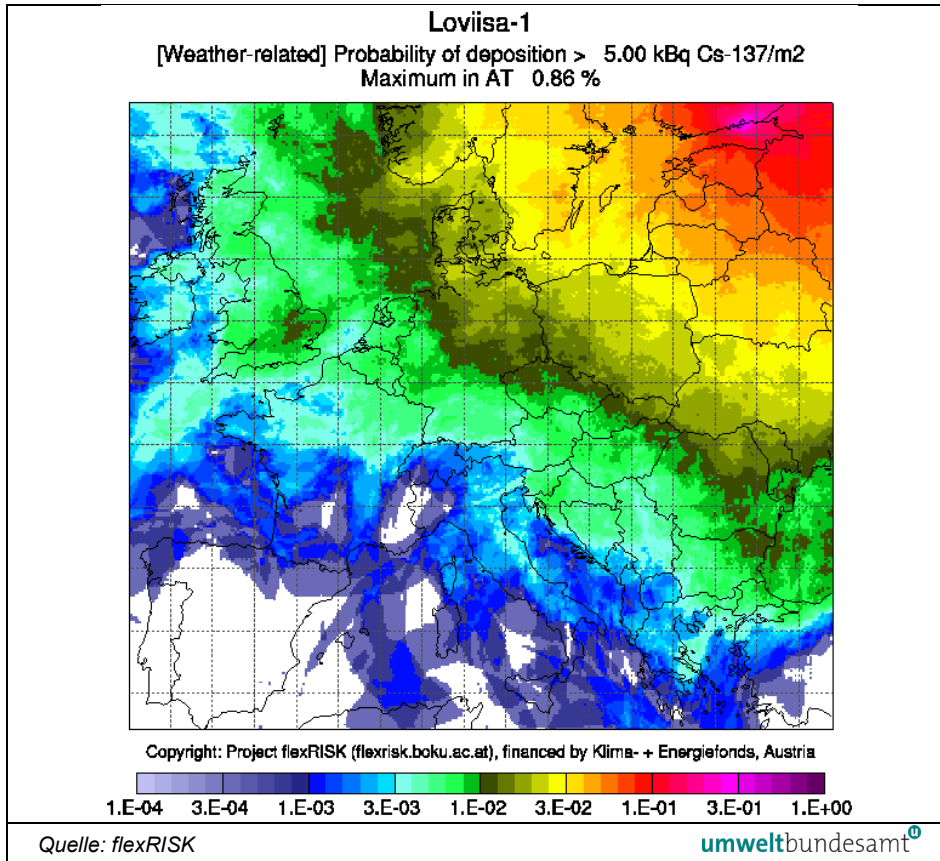 Loviisa-1
[Weather-related] Probability of deposition > 5.00 kBq Cs-137/m2
Maximum in AT 0.86 %
Copyright: Project flexRISK (flexrisk.boku.ac.at), financed by Klima- + Energiefonds, Austria
1.E-04 3.E-04 1.E-03 3.E-03 1.E-02 3.E-02 1.E-01 3.E-01 1.E+00
Quelle: flexRISK umweltbundesamt